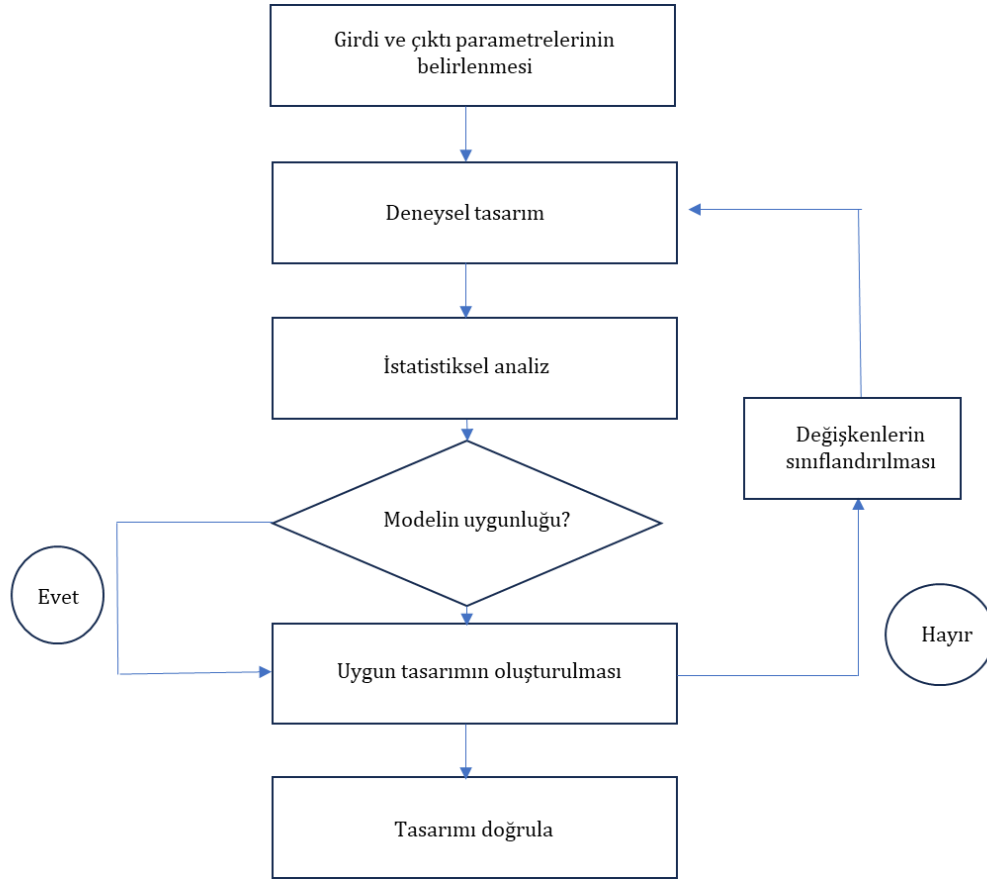 Girdi ve çıktı parametrelerinin
belirlenmesi
Deneysel tasarım
İstatistiksel analiz
Değişkenlerin
sınıflandırılması
Modelin uygunluğu?
Evet
Hayır
Uygun tasarımın oluşturulması
Tasarımı doğrula